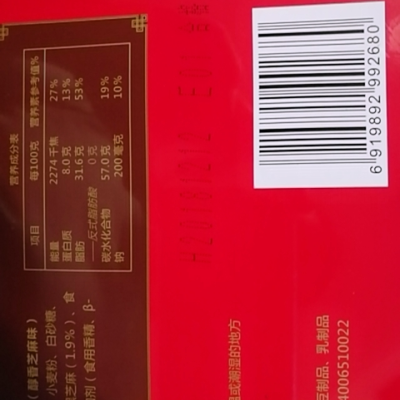 营养成分表
项目 每100克 营养素参考值%
能量 2274千焦 27%
蛋白质 8.0克 13%
脂肪 31.6克 53%
——反式脂肪酸 0克
碳水化合物 57.0克 19%
钠 200毫克 10%
(醇香芝麻味)
小麦粉、白砂糖、
芝麻(1.9%)、食
剂(食用香精、β-
或潮湿的地方
豆制品、乳制品
4006510022
6 919892 992680